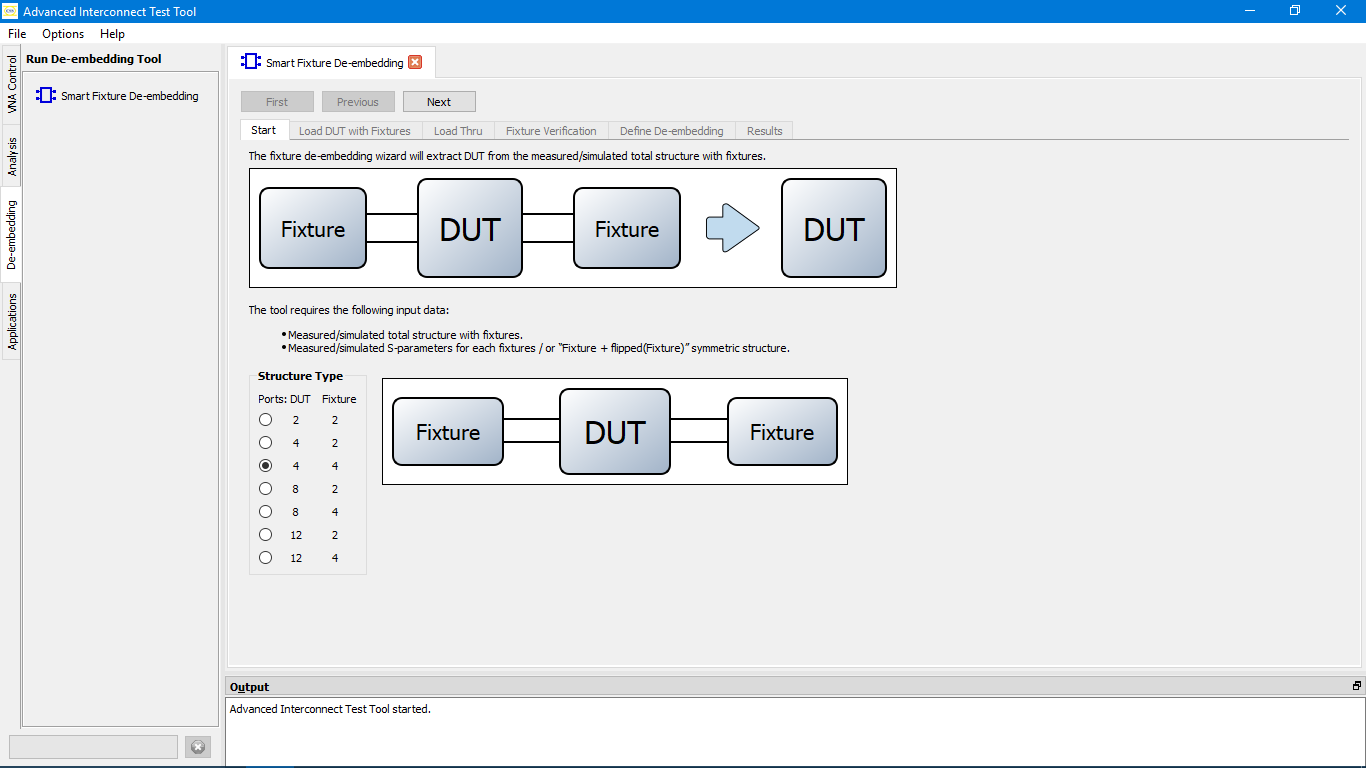 Advanced Interconnect Test Tool
File Options Help
VNA Control
Analysis
De-embedding
Applications
Run De-embedding Tool
Smart Fixture De-embedding
Smart Fixture De-embedding
First Previous Next
Start Load DUT with Fixtures Load Thru Fixture Verification Define De-embedding Results
The fixture de-embedding wizard will extract DUT from the measured/simulated total structure with fixtures.
Fixture DUT Fixture DUT
The tool requires the following input data:
•Measured/simulated total structure with fixtures.
•Measured/simulated S-parameters for each fixtures / or "Fixture + flipped(Fixture)" symmetric structure.
Structure Type
Ports: DUT Fixture
2 2
4 2
4 4
8 2
8 4
12 2
12 4
Fixture DUT Fixture
Output
Advanced Interconnect Test Tool started.